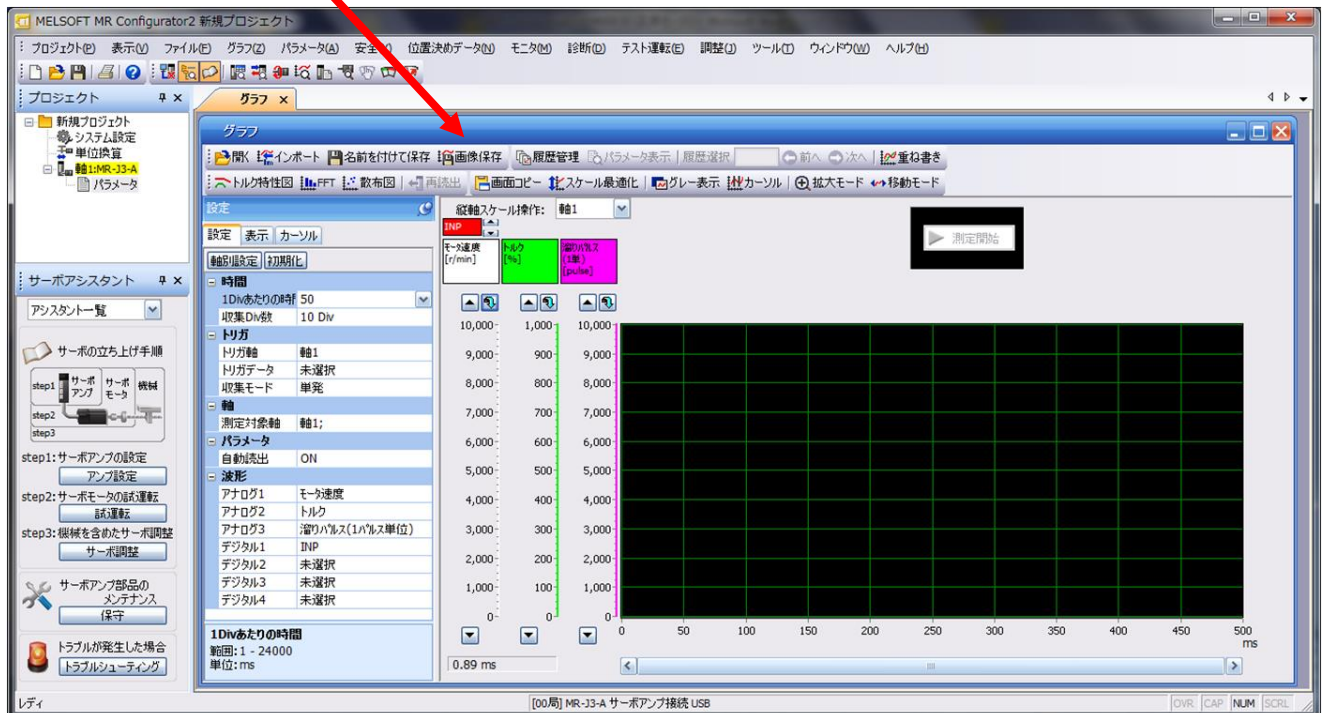 MELSOFT MR Configurator2 新規プロジェクト
プロジェクト(P) 表示(V) ファイル(F) グラフ(Z) パラメータ(A) 安全 位置決めデータ(N) モニタ(M) 診断(D) テスト運転(E) 調整(J) ツール(T) ウィンドウ(W) ヘルプ(H)
プロジェクト
グラフ
新規プロジェクト
システム設定
単位換算
軸1:MR-J3-A
パラメータ
サーボアシスタント
アシスタント一覧
サーボの立ち上げ手順
step1 サーボアンプ サーボモータ 機械
step2
step3
step1:サーボアンプの設定
アンプ設定
step2:サーボモータの試運転
試運転
step3:機械を含めたサーボ調整
サーボ調整
サーボアンプ部品の
メンテナンス
保守
トラブルが発生した場合
トラブルシューティング
グラフ
開く インポート 名前を付けて保存 画像保存 履歴管理 パラメータ表示 履歴選択 前へ 次へ 重ね書き
トルク特性図 FFT 散布図 再読出 画面コピー スケール最適化 グレー表示 カーソル 拡大モード 移動モード
設定
設定 表示 カーソル
軸別設定 初期化
時間
1Divあたりの時 50
収集Div数 10 Div
トリガ
トリガ軸 軸1
トリガデータ 未選択
収集モード 単発
軸
測定対象軸 軸1;
パラメータ
自動読出 ON
波形
アナログ1 モータ速度
アナログ2 トルク
アナログ3 溜りパルス(1パルス単位)
デジタル1 INP
デジタル2 未選択
デジタル3 未選択
デジタル4 未選択
1Divあたりの時間
範囲:1 - 24000
単位:ms
縦軸スケール操作: 軸1
INP
モータ速度 [r/min]
トルク [%]
溜りパルス (1単) [pulse]
測定開始
10,000 1,000 10,000
9,000 900 9,000
8,000 800 8,000
7,000 700 7,000
6,000 600 6,000
5,000 500 5,000
4,000 400 4,000
3,000 300 3,000
2,000 200 2,000
1,000 100 1,000
0 0 0
0 50 100 150 200 250 300 350 400 450 500
ms
0.89 ms
レディ
[00局] MR-J3-A サーボアンプ接続 USB
OVR CAP NUM SCRL